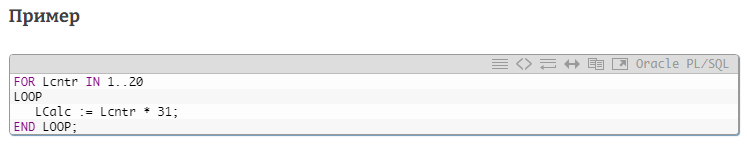 Пример
Oracle PL/SQL
FOR Lcntr IN 1..20
LOOP
   LCalc := Lcntr * 31;
END LOOP;